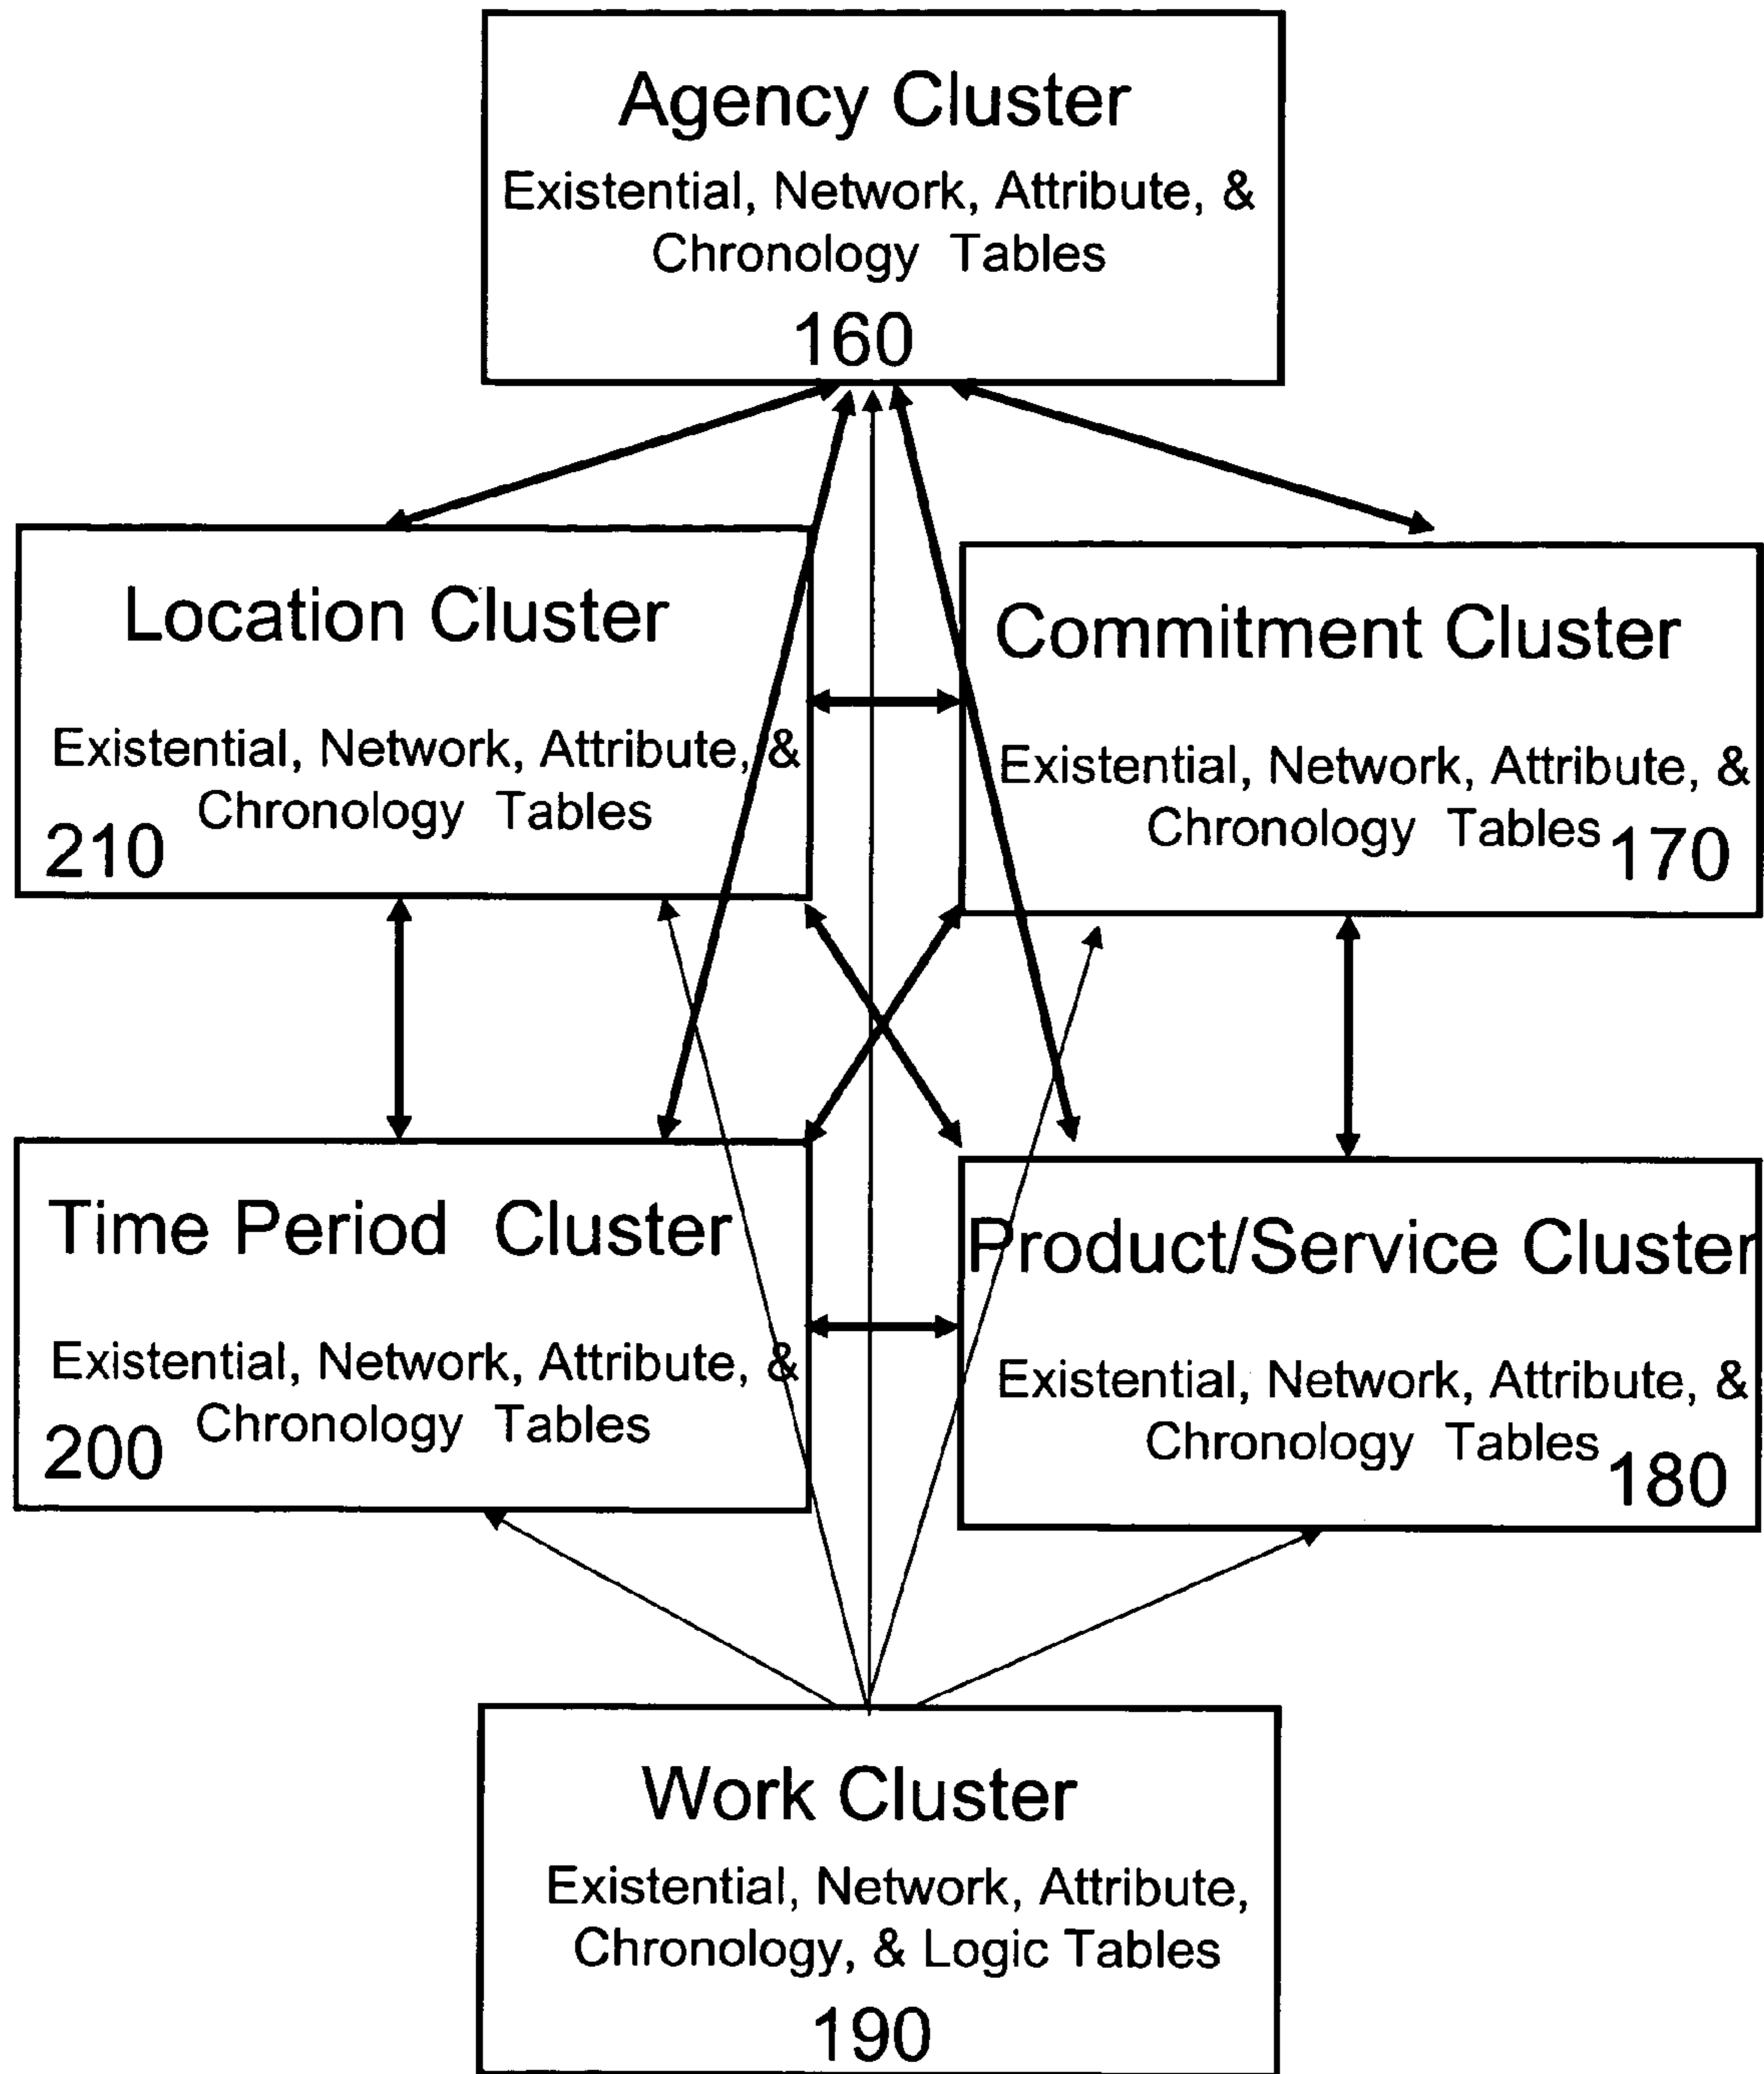 Agency Cluster
Existential, Network, Attribute, &
Chronology Tables
160
Location Cluster
Existential, Network, Attribute, &
Chronology Tables
210
Commitment Cluster
Existential, Network, Attribute, &
Chronology Tables
170
Time Period Cluster
Existential, Network, Attribute, &
Chronology Tables
200
Product/Service Cluster
Existential, Network, Attribute, &
Chronology Tables
180
Work Cluster
Existential, Network, Attribute,
Chronology, & Logic Tables
190